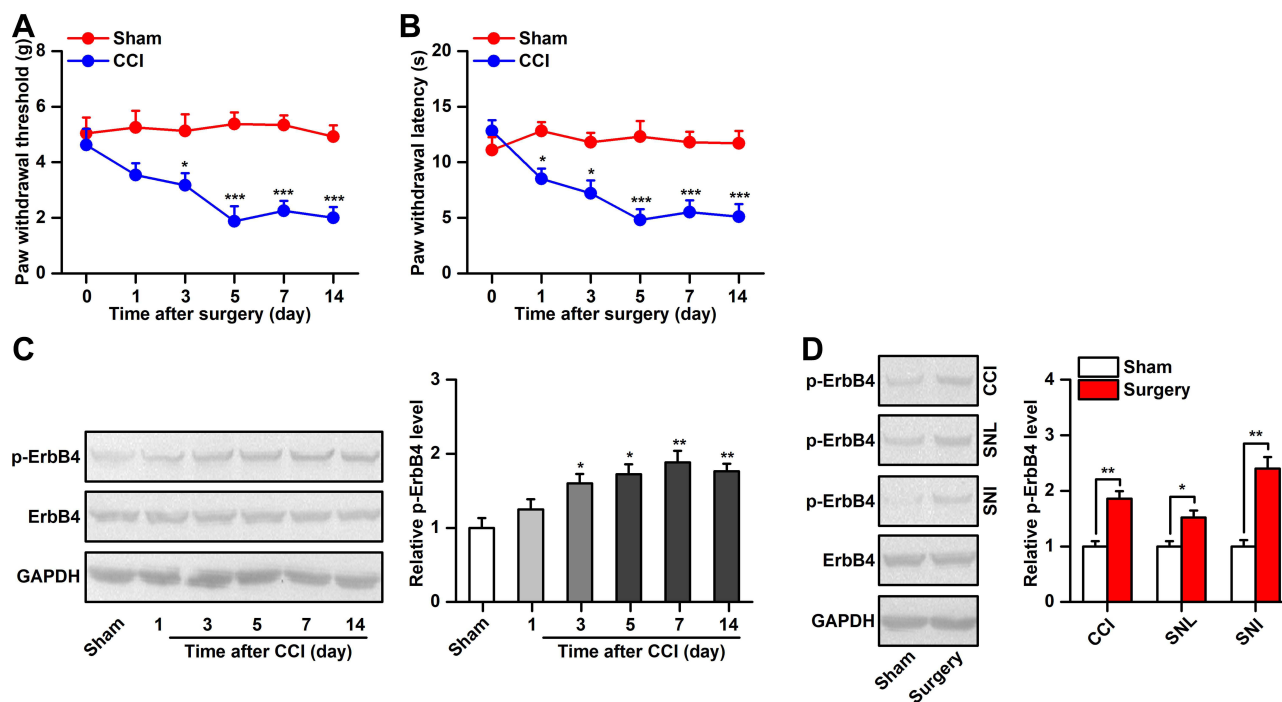 A
Sham
CCI
Paw withdrawal threshold (g)
8
6
4
2
0
*
***
***
***
0 1 3 5 7 14
Time after surgery (day)
B
Sham
CCI
Paw withdrawal latency (s)
20
15
10
5
0
*
*
***
***
***
0 1 3 5 7 14
Time after surgery (day)
C
p-ErbB4
ErbB4
GAPDH
Sham 1 3 5 7 14
Time after CCI (day)
Relative p-ErbB4 level
3
2
1
0
*
*
**
**
Sham 1 3 5 7 14
Time after CCI (day)
D
p-ErbB4 CCI
p-ErbB4 SNL
p-ErbB4 SNI
ErbB4
GAPDH
Sham Surgery
Sham
Surgery
Relative p-ErbB4 level
4
3
2
1
0
**
*
**
CCI SNL SNI